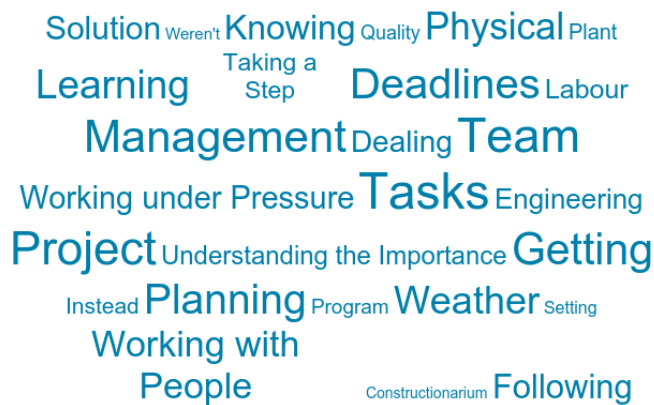 Solution Weren't Knowing Quality Physical Plant
Learning Taking a Step Deadlines Labour
Management Dealing Team
Working under Pressure Tasks Engineering
Project Understanding the Importance Getting
Instead Planning Program Weather Setting
Working with People Constructionarium Following